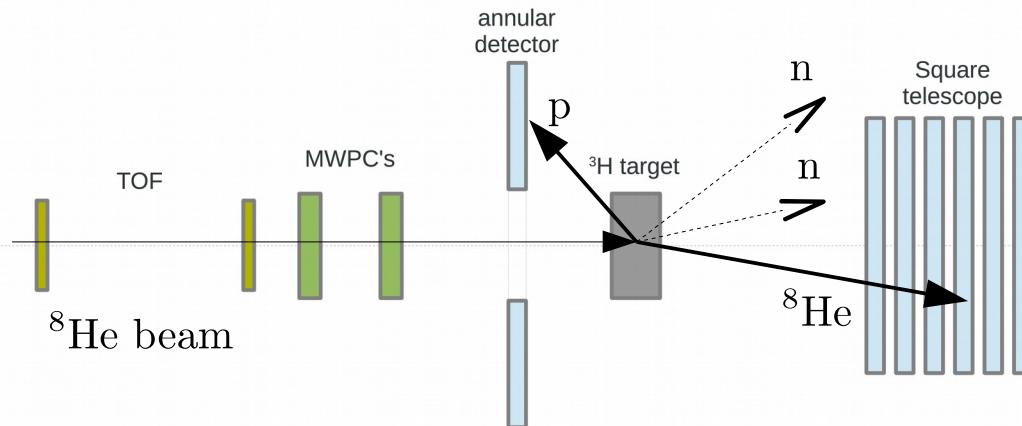 annular
detector
n
Square
telescope
p
MWPC's
³H target
n
TOF
⁸He
⁸He beam